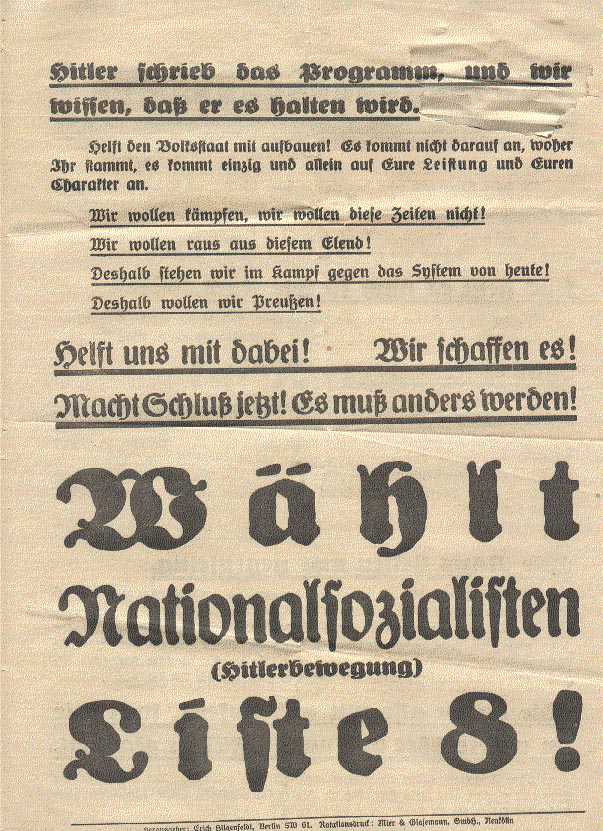 Hitler schrieb das Programm, und wir
wissen, daß er es halten wird.
Helft den Volksstaat mit aufbauen! Es kommt nicht darauf an, woher
Ihr stammt, es kommt einzig und allein auf Eure Leistung und Euren
Charakter an.
Wir wollen kämpfen, wir wollen diese Zeiten nicht!
Wir wollen raus aus diesem Elend!
Deshalb stehen wir im Kampf gegen das System von heute!
Deshalb wollen wir Preußen!
Helft uns mit dabei! Wir schaffen es!
Macht Schluß jetzt! Es muß anders werden!
Wählt
Nationalsozialisten
(Hitlerbewegung)
Liste 8!
Herausgeber: Erich Hilgenfeldt, Berlin SW 61. Rotationsdruck: Mier & Glasemann, GmbH., Neukölln